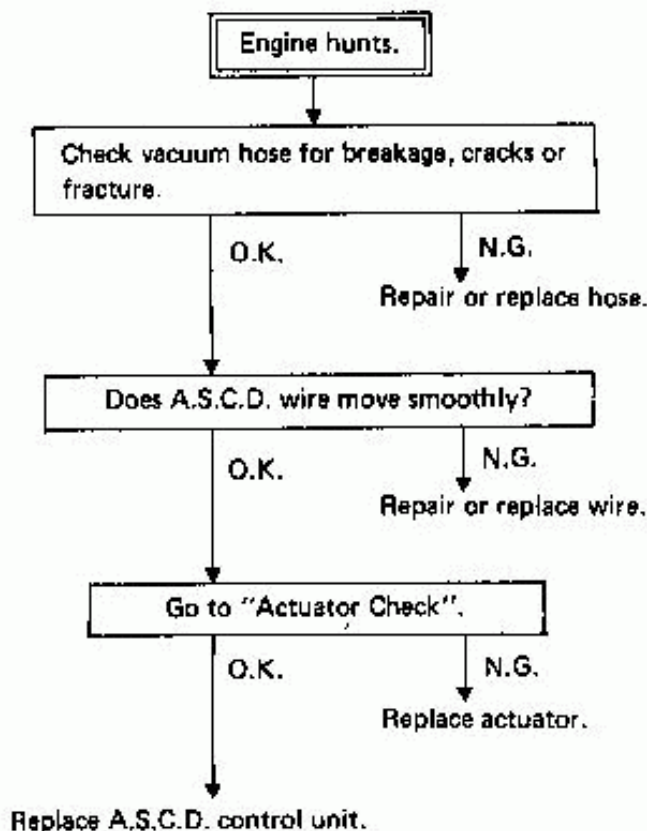 Engine hunts.
Check vacuum hose for breakage, cracks or
fracture.
O.K.
N.G.
Repair or replace hose.
Does A.S.C.D. wire move smoothly?
O.K.
N.G.
Repair or replace wire.
Go to "Actuator Check".
O.K.
N.G.
Replace actuator.
Replace A.S.C.D. control unit.